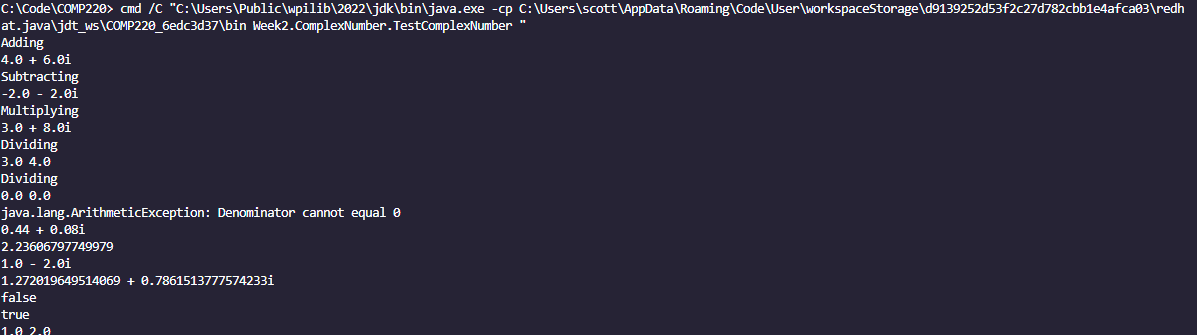 C:\Code\COMP220> cmd /C "C:\Users\Public\wpilib\2022\jdk\bin\java.exe -cp C:\Users\scott\AppData\Roaming\Code\User\workspaceStorage\d9139252d53f2c27d782cbb1e4afca03\redh
at.java\jdt_ws\COMP220_6edc3d37\bin Week2.ComplexNumber.TestComplexNumber "
Adding
4.0 + 6.0i
Subtracting
-2.0 - 2.0i
Multiplying
3.0 + 8.0i
Dividing
3.0 4.0
Dividing
0.0 0.0
java.lang.ArithmeticException: Denominator cannot equal 0
0.44 + 0.08i
2.23606797749979
1.0 - 2.0i
1.272019649514069 + 0.7861513777574233i
false
true
1.0 2.0